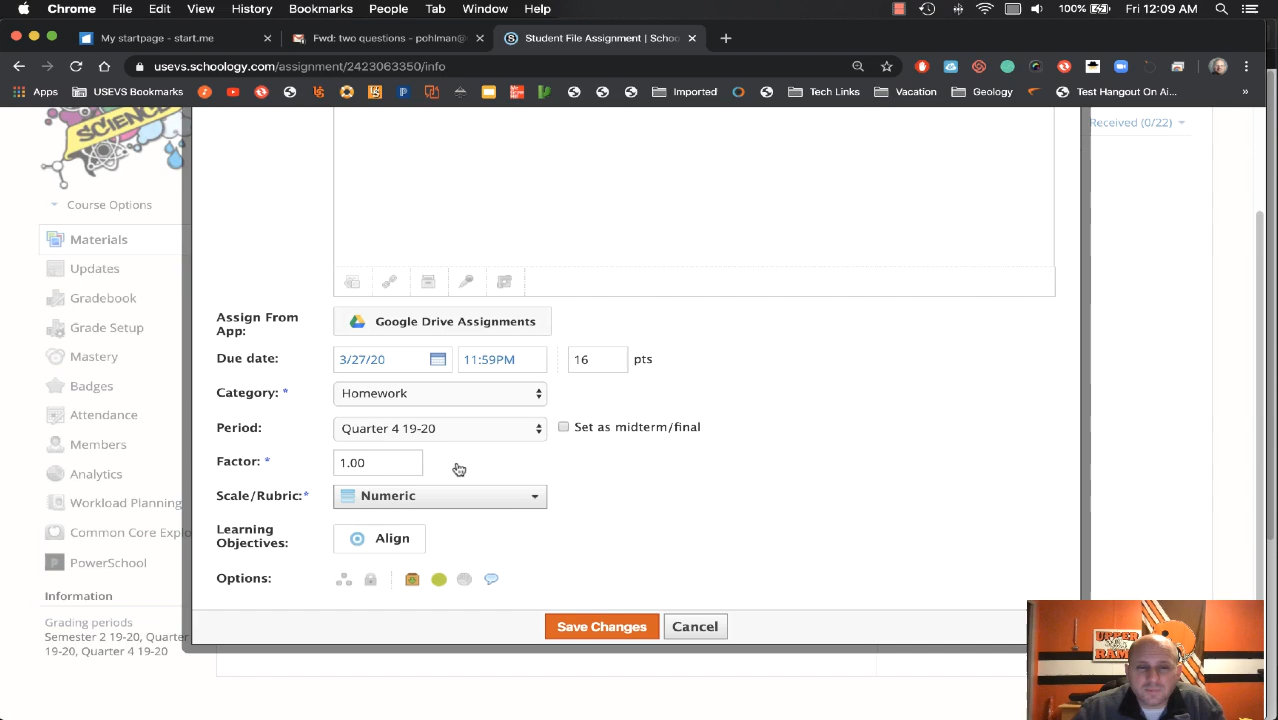 Chrome File Edit View History Bookmarks People Tab Window Help 100% Fri 12:09 AM
My startpage - start.me
Fwd: two questions - pohlman@
Student File Assignment | Schoo
usevs.schoology.com/assignment/2423063350/info
Apps USEVS Bookmarks Imported Tech Links Vacation Geology Test Hangout On Ai... »
SCIENCE
Received (0/22)
Course Options
Materials
Updates
Gradebook
Grade Setup
Mastery
Badges
Attendance
Members
Analytics
Workload Planning
Common Core Explo
PowerSchool
Information
Grading periods
Semester 2 19-20, Quarter
19-20, Quarter 4 19-20
Assign From
App:
Google Drive Assignments
Due date: 3/27/20 11:59PM 16 pts
Category: * Homework
Period: Quarter 4 19-20 Set as midterm/final
Factor: * 1.00
Scale/Rubric:* Numeric
Learning
Objectives:
Align
Options:
Save Changes Cancel
UPPER
RAM